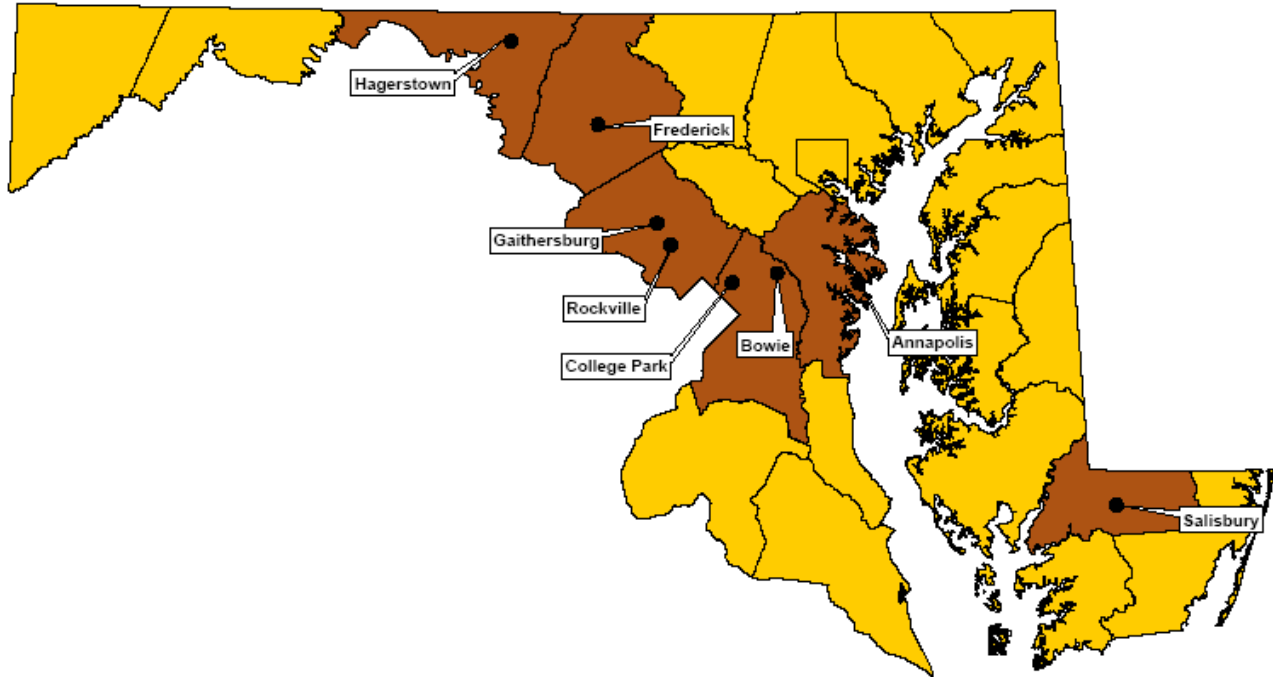 Hagerstown
Frederick
Gaithersburg
Rockville
College Park
Bowie
Annapolis
Salisbury